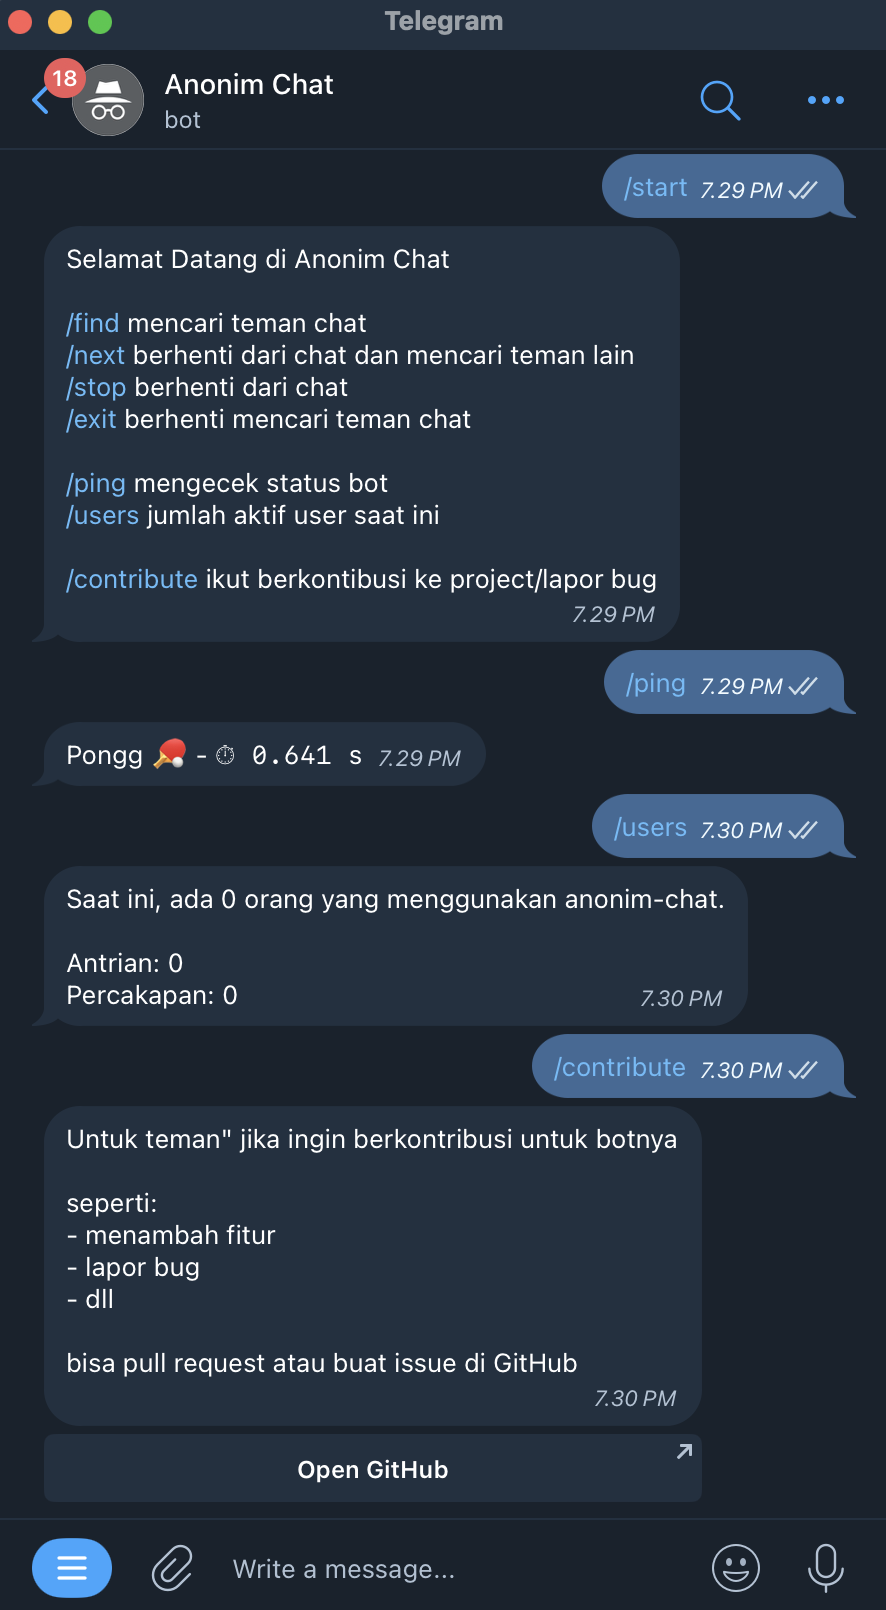 Telegram
18
Anonim Chat
bot
/start 7.29 PM
Selamat Datang di Anonim Chat
/find mencari teman chat
/next berhenti dari chat dan mencari teman lain
/stop berhenti dari chat
/exit berhenti mencari teman chat
/ping mengecek status bot
/users jumlah aktif user saat ini
/contribute ikut berkontibusi ke project/lapor bug
7.29 PM
/ping 7.29 PM
Pongg 🏓 - ⏱ 0.641 s 7.29 PM
/users 7.30 PM
Saat ini, ada 0 orang yang menggunakan anonim-chat.
Antrian: 0
Percakapan: 0 7.30 PM
/contribute 7.30 PM
Untuk teman" jika ingin berkontribusi untuk botnya
seperti:
- menambah fitur
- lapor bug
- dll
bisa pull request atau buat issue di GitHub
7.30 PM
Open GitHub
Write a message...